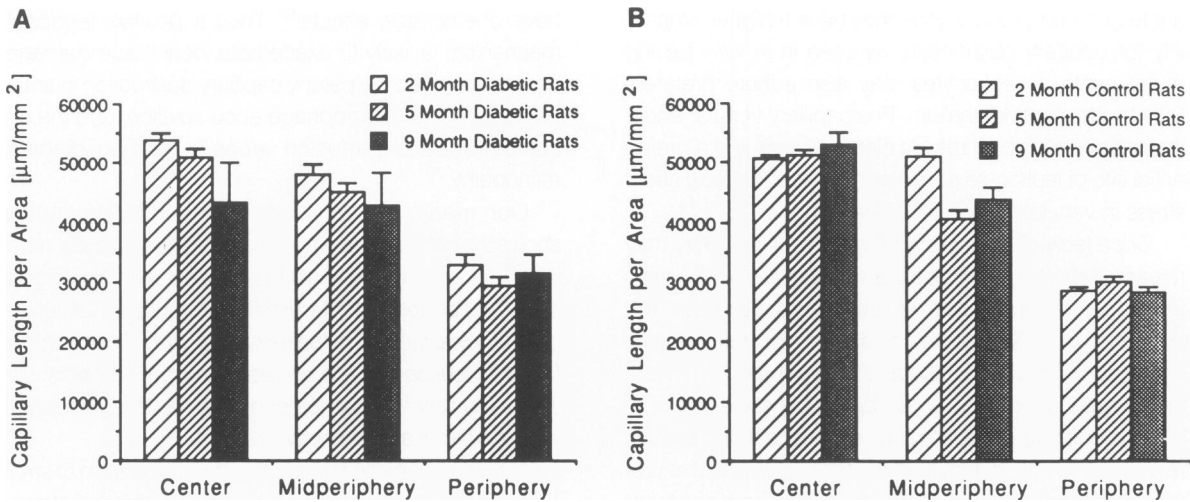 A
Capillary Length per Area [µm/mm ²]
2 Month Diabetic Rats
5 Month Diabetic Rats
9 Month Diabetic Rats
60000
50000
40000
30000
20000
10000
0
Center Midperiphery Periphery
B
Capillary Length per Area [µm/mm ²]
2 Month Control Rats
5 Month Control Rats
9 Month Control Rats
60000
50000
40000
30000
20000
10000
0
Center Midperiphery Periphery